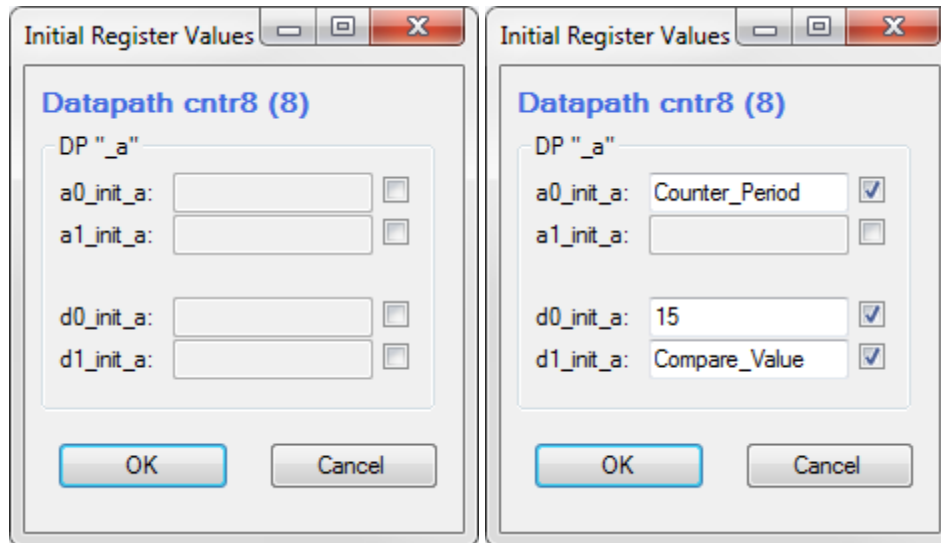 Initial Register Values
Datapath cntr8 (8)
DP "_a"
a0_init_a:
a1_init_a:
d0_init_a:
d1_init_a:
OK Cancel
Initial Register Values
Datapath cntr8 (8)
DP "_a"
a0_init_a: Counter_Period
a1_init_a:
d0_init_a: 15
d1_init_a: Compare_Value
OK Cancel